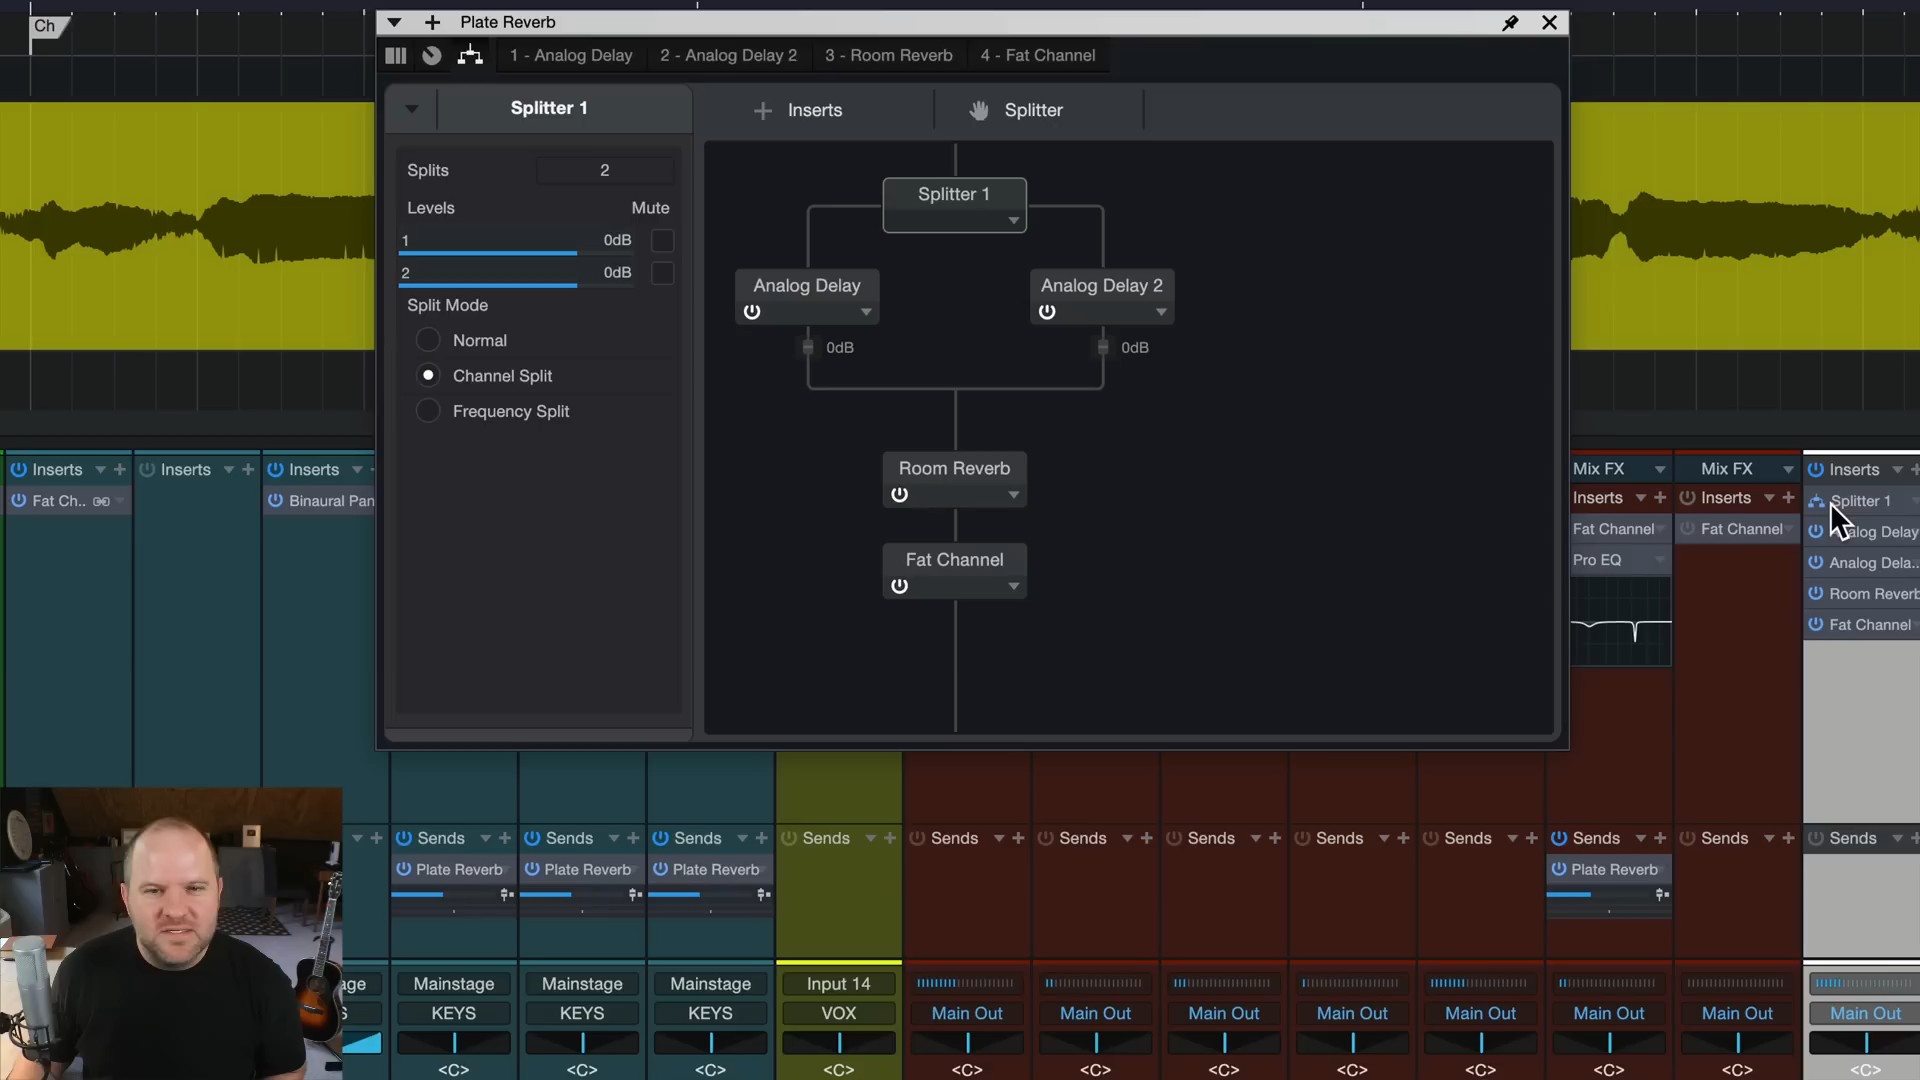 Ch
Plate Reverb
1 - Analog Delay
2 - Analog Delay 2
3 - Room Reverb
4 - Fat Channel
Splitter 1
Inserts
Splitter
Splits
2
Levels
Mute
1
0dB
2
0dB
Split Mode
Normal
Channel Split
Frequency Split
Splitter 1
Analog Delay
Analog Delay 2
0dB
0dB
Room Reverb
Fat Channel
Inserts
Inserts
Inserts
Fat Ch..
Binaural Pan
Mix FX
Mix FX
Inserts
Inserts
Inserts
Fat Channel
Fat Channel
Pro EQ
Splitter 1
alog Delay
Analog Dela..
Room Reverb
Fat Channel
Sends
Sends
Sends
Sends
Sends
Sends
Sends
Sends
Sends
Sends
Sends
Sends
Plate Reverb
Plate Reverb
Plate Reverb
Plate Reverb
age
Mainstage
Mainstage
Mainstage
Input 14
S
KEYS
KEYS
KEYS
VOX
Main Out
Main Out
Main Out
Main Out
Main Out
Main Out
Main Out
Main Out
<C>
<C>
<C>
<C>
<C>
<C>
<C>
<C>
<C>
<C>
<C>
<C>